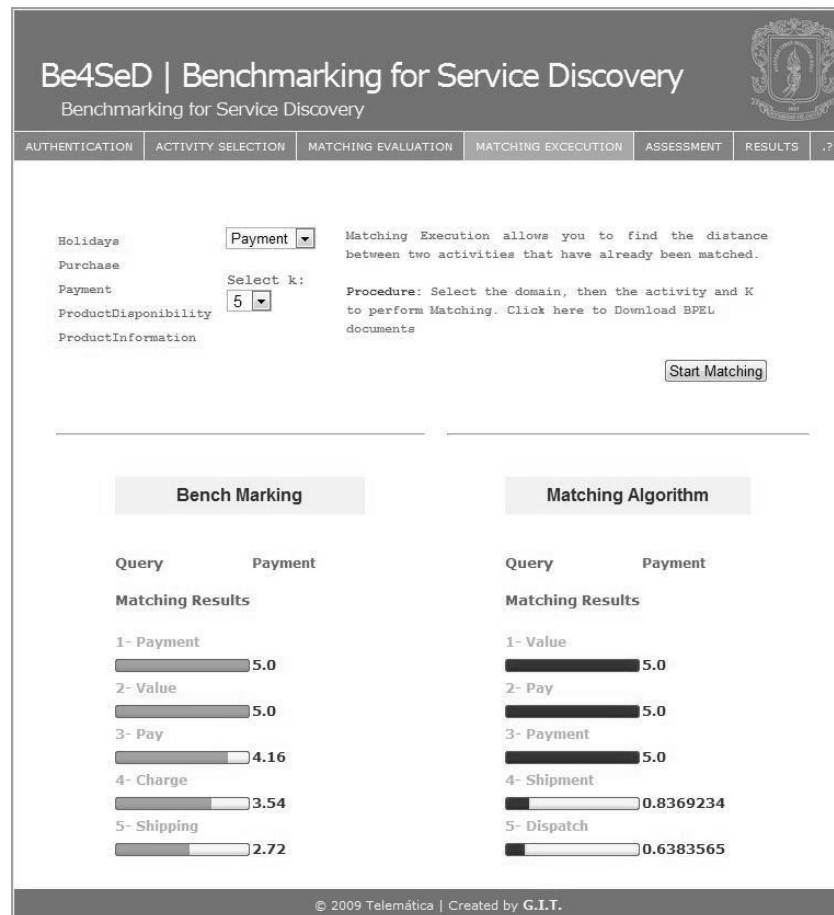 Be4SeD | Benchmarking for Service Discovery
Benchmarking for Service Discovery
AUTHENTICATION ACTIVITY SELECTION MATCHING EVALUATION MATCHING EXCECUTION ASSESSMENT RESULTS .?
Holidays
Purchase
Payment
ProductDisponibility
ProductInformation
Payment
Select k:
5
Matching Execution allows you to find the distance
between two activities that have already been matched.
Procedure: Select the domain, then the activity and K
to perform Matching. Click here to Download BPEL
documents
Start Matching
Bench Marking
Query Payment
Matching Results
1- Payment
5.0
2- Value
5.0
3- Pay
4.16
4- Charge
3.54
5- Shipping
2.72
Matching Algorithm
Query Payment
Matching Results
1- Value
5.0
2- Pay
5.0
3- Payment
5.0
4- Shipment
0.8369234
5- Dispatch
0.6383565
© 2009 Telemática | Created by G.I.T.